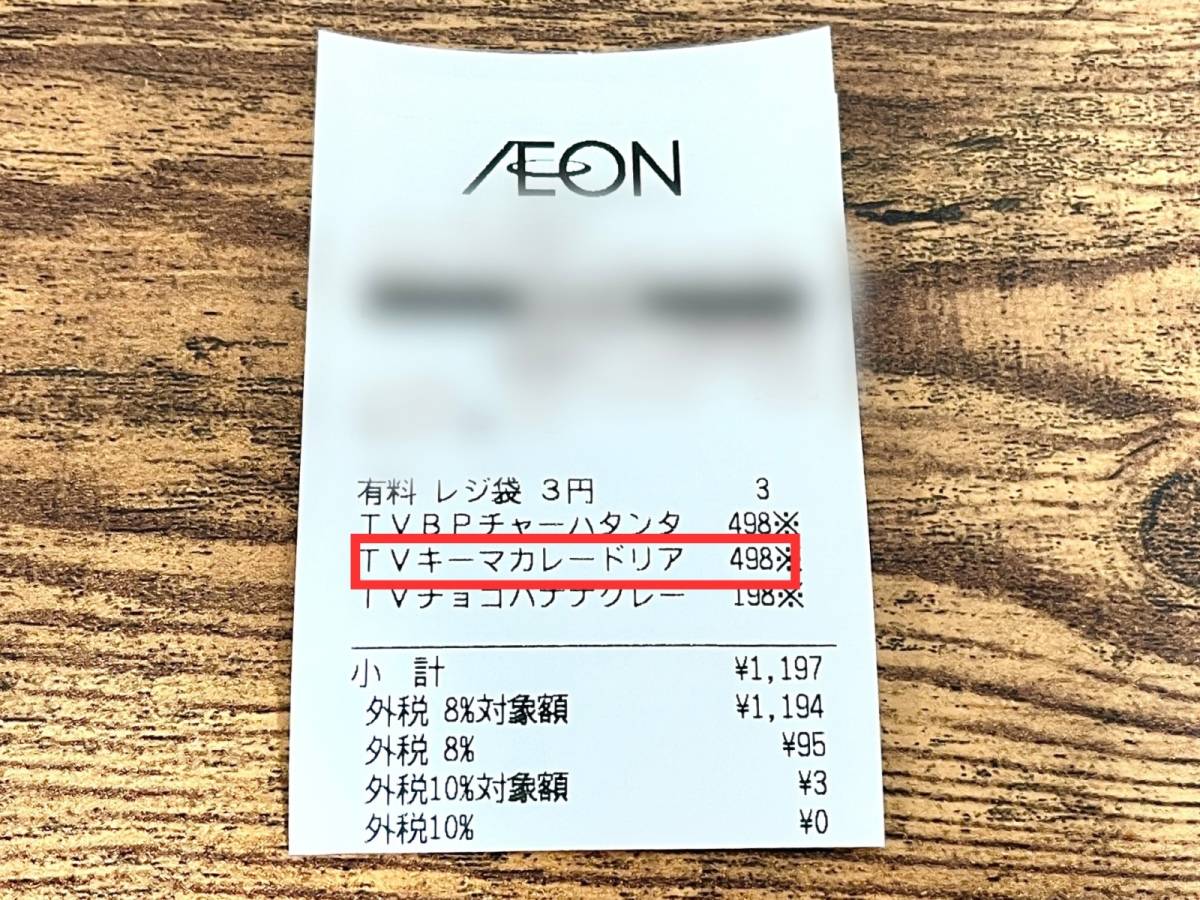 ÆON
有料 レジ袋 3円 3
TVBPチャーハタンタ 498※
TVキーマカレードリア 498※
TVチョコバナナクレー 198※
小 計 ¥1,197
外税 8%対象額 ¥1,194
外税 8% ¥95
外税10%対象額 ¥3
外税10% ¥0